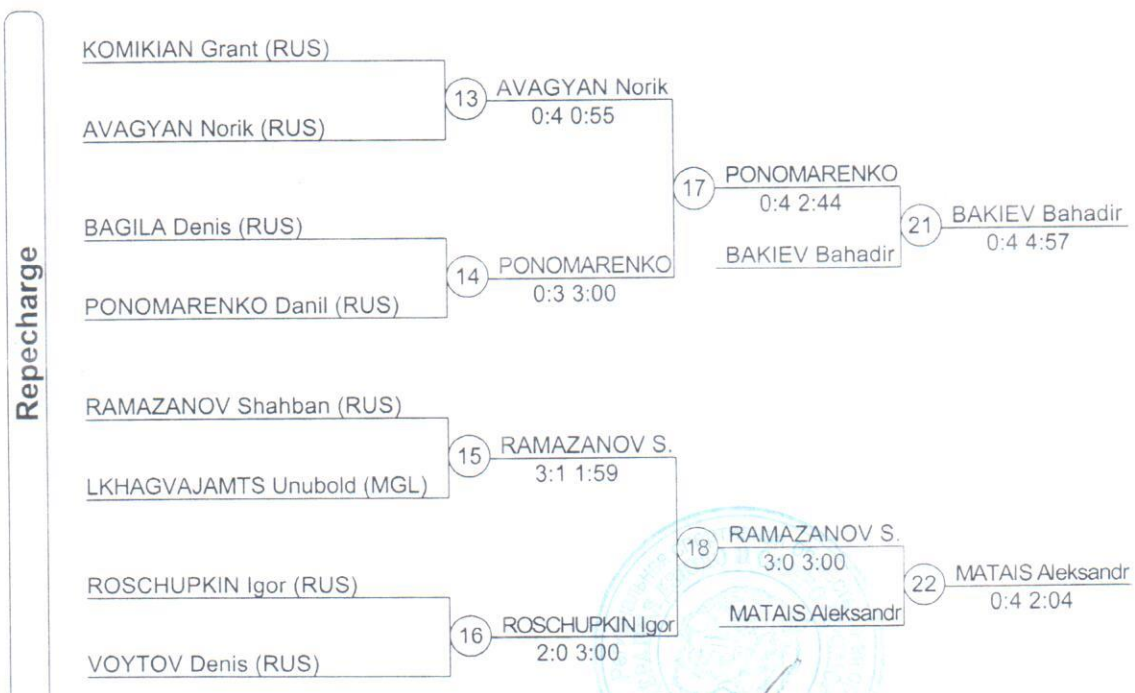 Repechage
KOMIKIAN Grant (RUS)
13
AVAGYAN Norik
0:4 0:55
AVAGYAN Norik (RUS)
17
PONOMARENKO
0:4 2:44
BAGILA Denis (RUS)
21
BAKIEV Bahadir
0:4 4:57
BAKIEV Bahadir
14
PONOMARENKO
0:3 3:00
PONOMARENKO Danil (RUS)
RAMAZANOV Shahban (RUS)
15
RAMAZANOV S.
3:1 1:59
LKHAGVAJAMTS Unubold (MGL)
18
RAMAZANOV S.
3:0 3:00
ROSCHUPKIN Igor (RUS)
22
MATAIS Aleksandr
0:4 2:04
MATAIS Aleksandr
16
ROSCHUPKIN Igor
2:0 3:00
VOYTOV Denis (RUS)